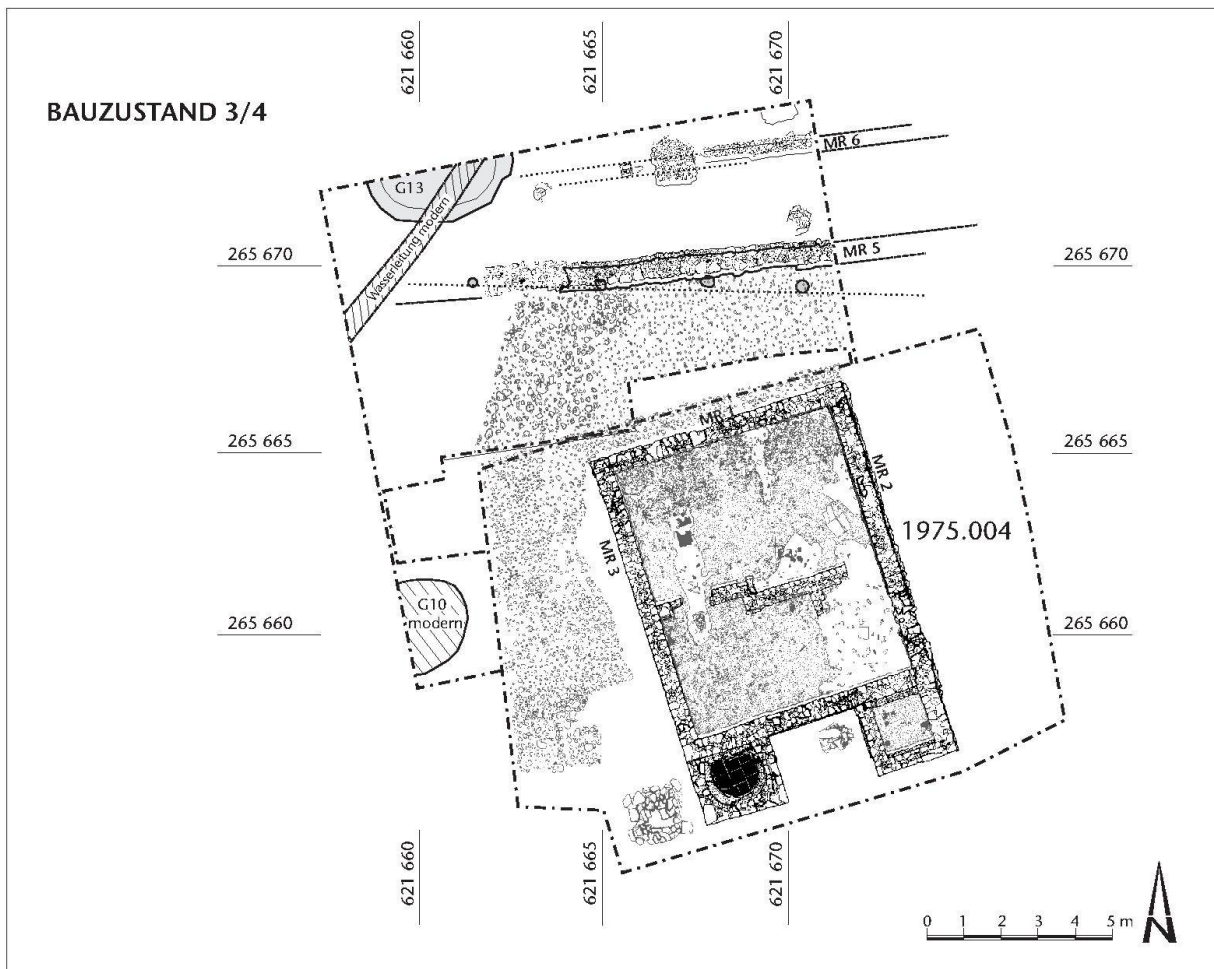 621 660
621 665
621 670
BAUZUSTAND 3/4
MR 6
G13
Wasserleitung modern
265 670
MR 5
265 670
265 665
MR
265 665
MR 2
1975.004
MR 3
G10
modern
265 660
265 660
621 660
621 665
621 670
0 1 2 3 4 5 m
N